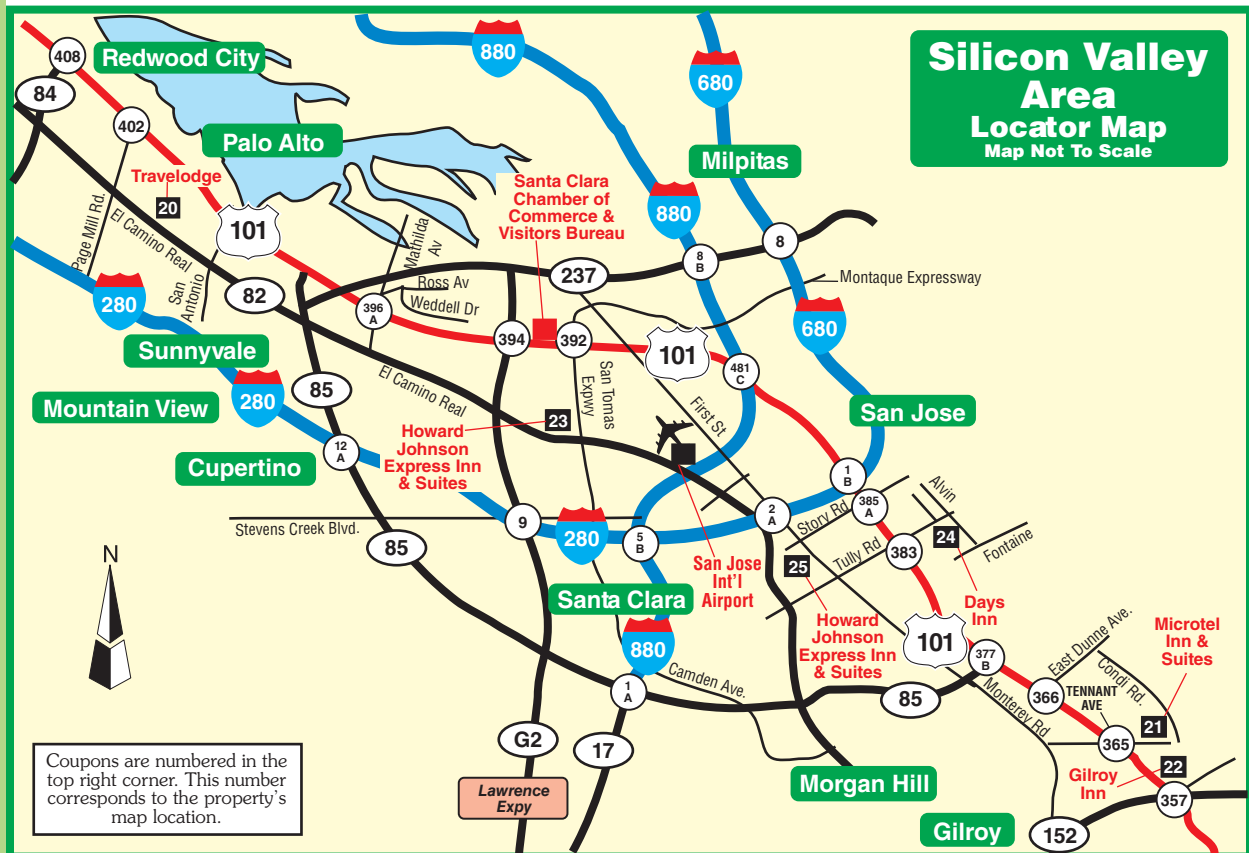 Silicon Valley
Area
Locator Map
Map Not To Scale
408
Redwood City
84
402
Palo Alto
Travelodge
20
Page Mill Rd.
El Camino Real
San
Antonio
101
280
82
880
680
Milpitas
Santa Clara
Chamber of
Commerce &
Visitors Bureau
880
8
B
8
Mathilda
Av
237
Ross Av
Weddell Dr
Montaque Expressway
396
A
394
392
101
680
Sunnyvale
280
85
El Camino Real
San Tomas
Expwy
481
C
First St
San Jose
Mountain View
23
Howard
Johnson
Express Inn
& Suites
Cupertino
12
A
1
B
385
A
Alvin
Stevens Creek Blvd.
9
280
5
B
2
A
Story Rd
Tully Rd
383
24
Fontaine
85
San Jose
Int'l
Airport
25
N
Santa Clara
Howard
Johnson
Express Inn
& Suites
Days
Inn
101
880
Microtel
Inn &
Suites
East Dunne Ave.
Condi Rd.
377
B
1
A
Camden Ave.
85
Monterey Rd
366
TENNANT
AVE
365
21
G2
17
Lawrence
Expy
Morgan Hill
Gilroy
Inn
22
357
Gilroy
152
Coupons are numbered in the
top right corner. This number
corresponds to the property's
map location.